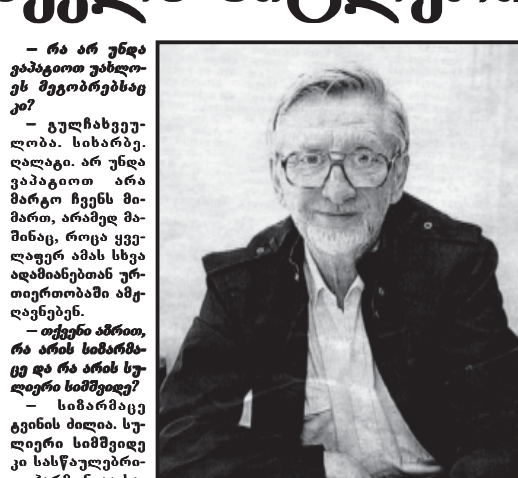 – რა არ უნდა
ვაპატიოთ უახლო-
ეს მეგობრებსაც
კი?
– გულჩახვეუ-
ლობა. სიხარბე.
ღალატი. არ უნდა
ვაპატიოთ არა
მარტო ჩვენს მი-
მართ, არამედ მა-
შინაც, როცა ყვე-
ლაფერ ამას სხვა
ადამიანებთან ურ-
თიერთობაში ამჟ-
ღავნებენ.
– თქვენი აზრით,
რა არის სიზარმა-
ცე და რა არის სუ-
ლიერი სიმშვიდე?
– სიზარმაცე
ტვინის ძილია. სუ-
ლიერი სიმშვიდე
კი სასწაულებრი-